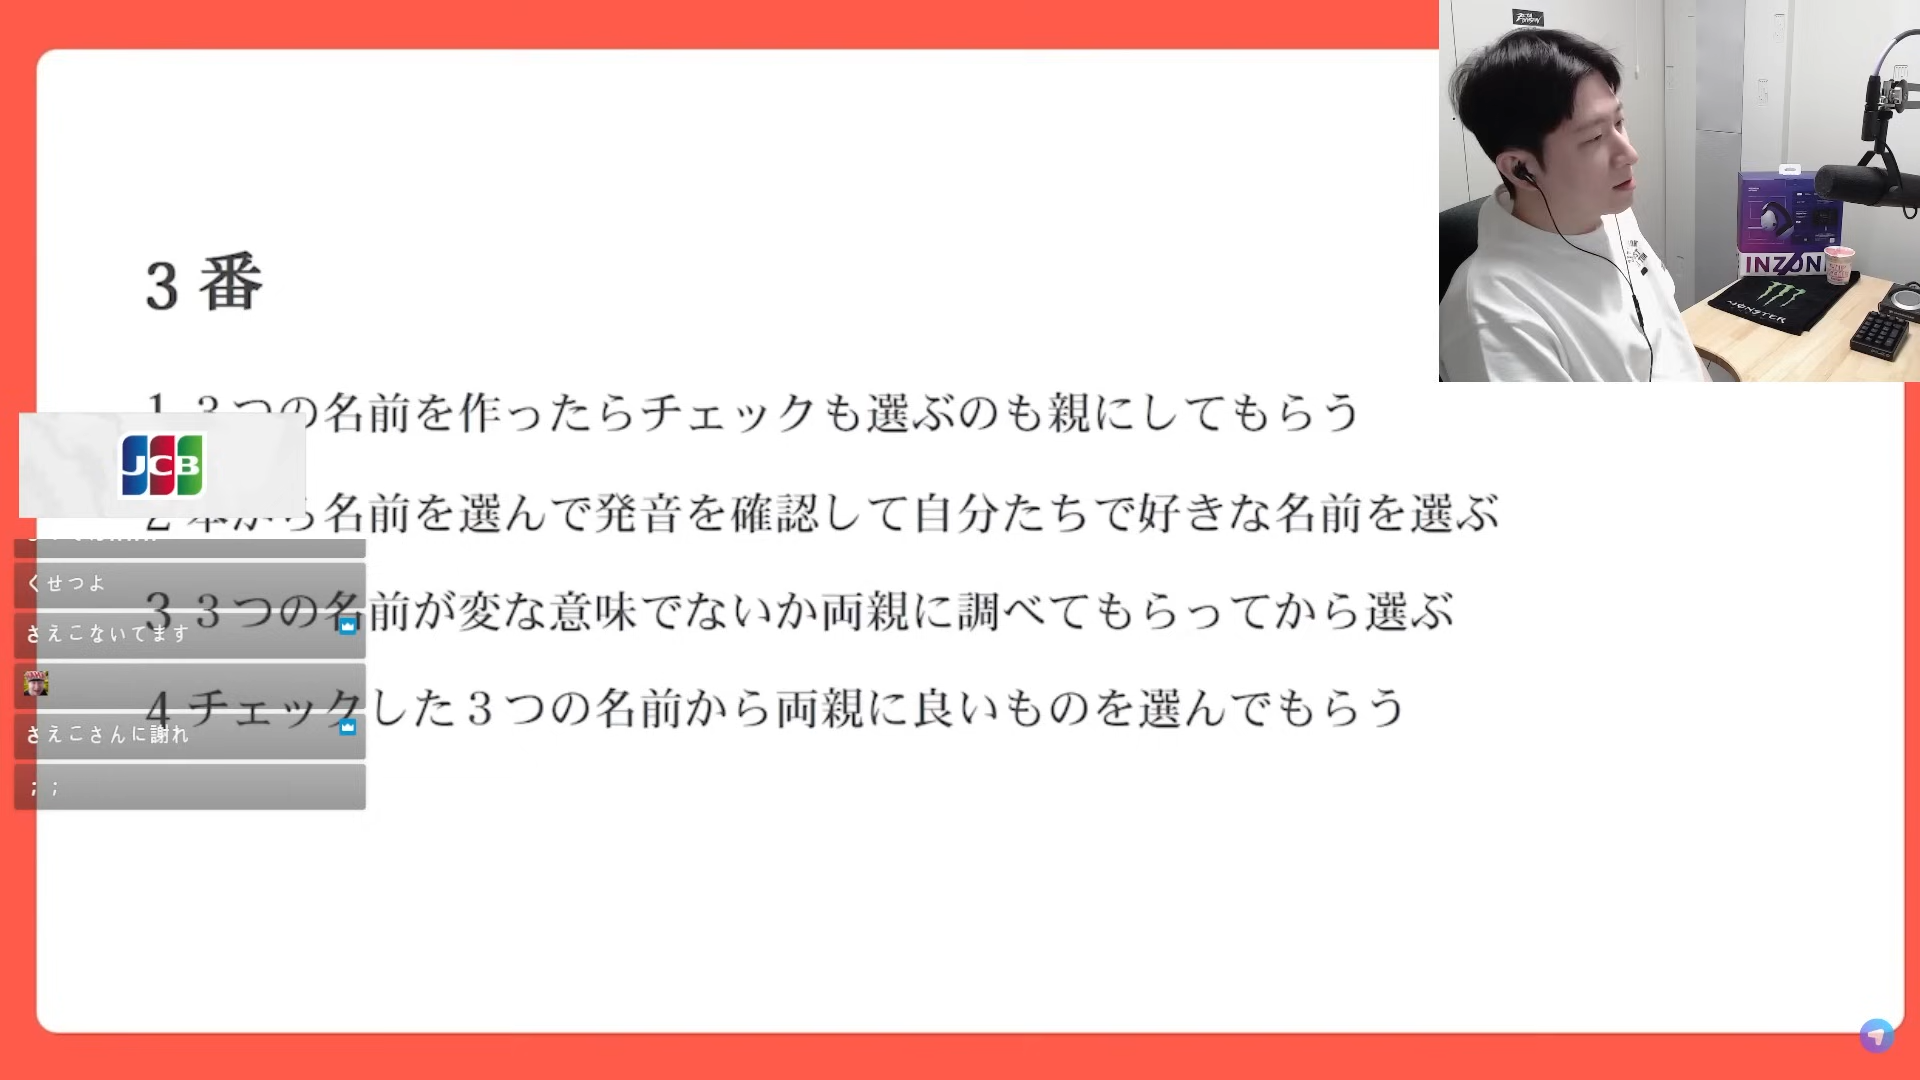 3 番
1 3つの名前を作ったらチェックも選ぶのも親にしてもらう
2 本から名前を選んで発音を確認して自分たちで好きな名前を選ぶ
3 3つの名前が変な意味でないか両親に調べてもらってから選ぶ
4 チェックした3つの名前から両親に良いものを選んでもらう
JCB
くせつよ
さえこないてます
さえこさんに謝れ
; ;
INZON
MONSTER